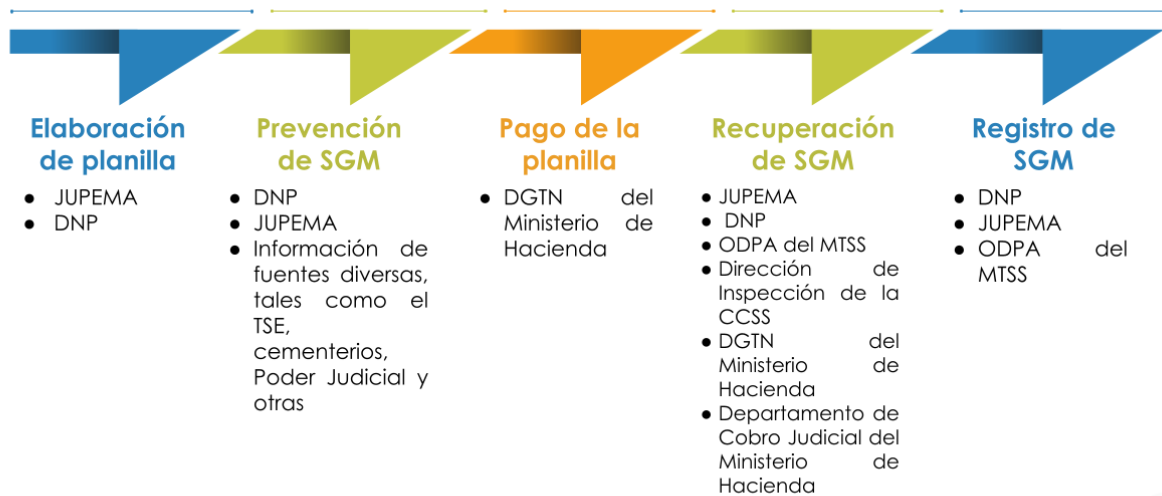 Elaboración
de planilla
● JUPEMA
● DNP
Prevención
de SGM
● DNP
● JUPEMA
● Información de
fuentes diversas,
tales como el
TSE,
cementerios,
Poder Judicial y
otras
Pago de la
planilla
● DGTN del
Ministerio de
Hacienda
Recuperación
de SGM
● JUPEMA
● DNP
● ODPA del MTSS
● Dirección de
Inspección de la
CCSS
● DGTN del
Ministerio de
Hacienda
● Departamento de
Cobro Judicial del
Ministerio de
Hacienda
Registro de
SGM
● DNP
● JUPEMA
● ODPA del
MTSS